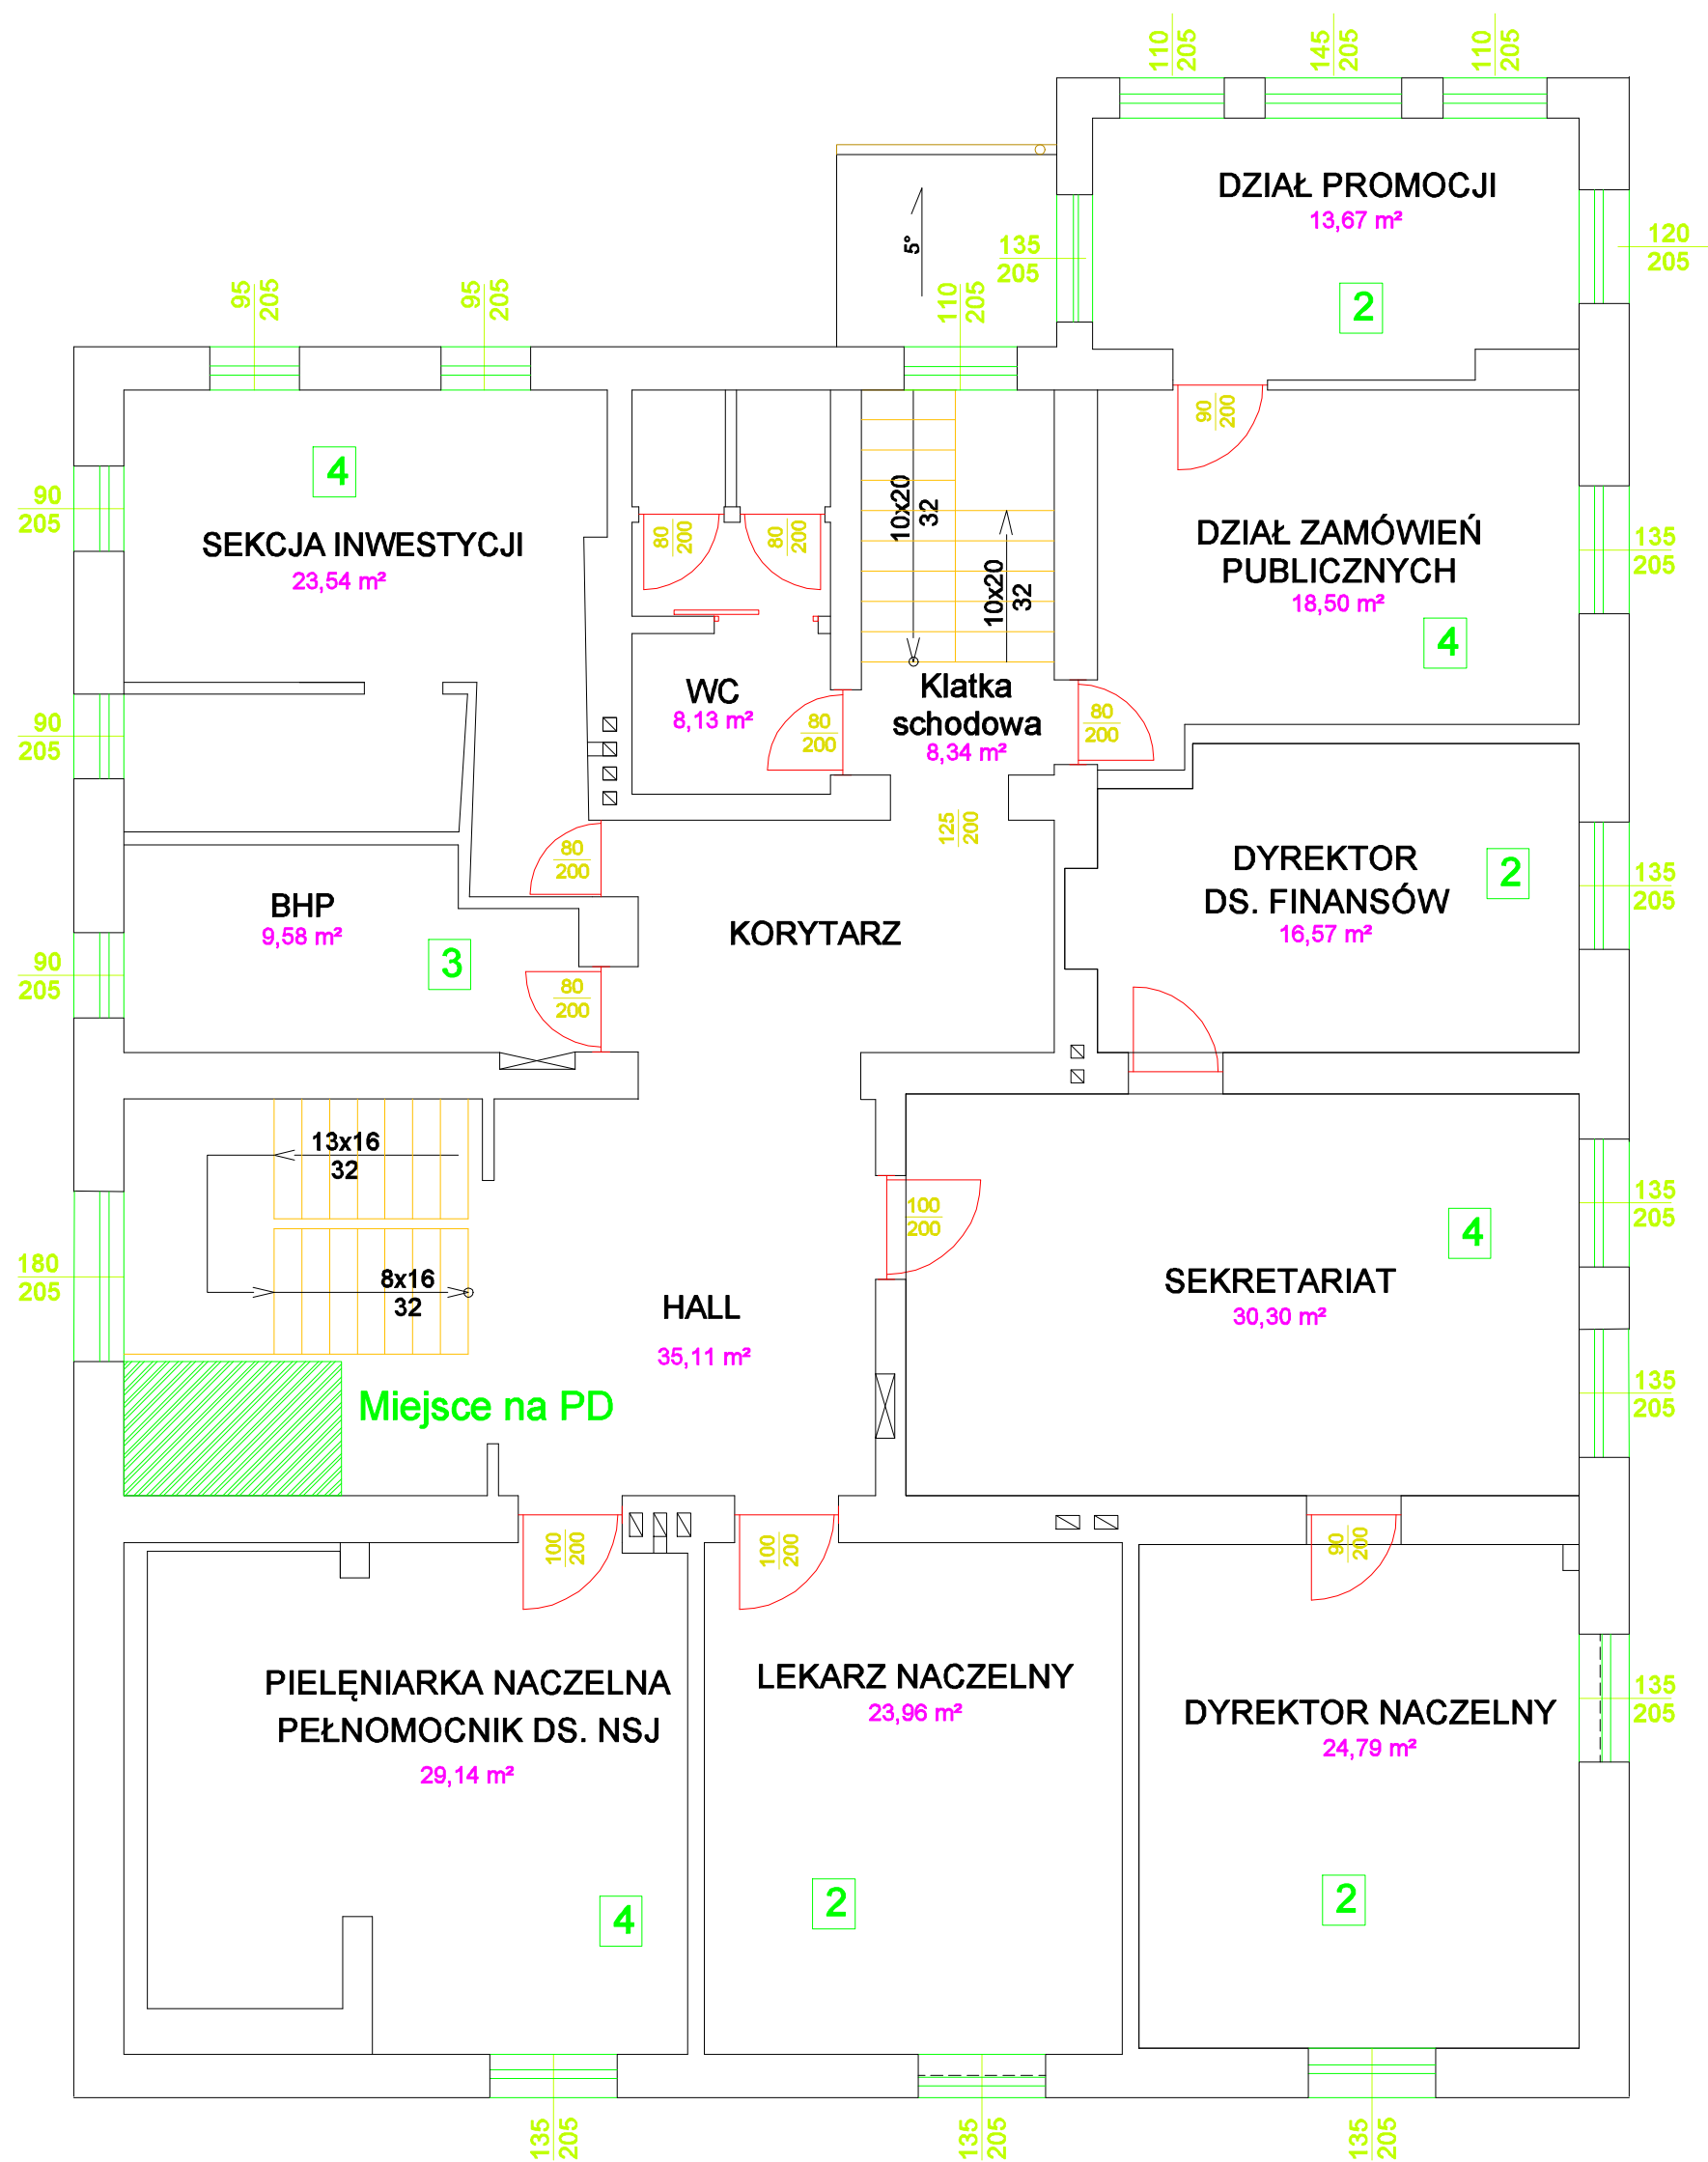 110
205
145
205
110
205
DZIAŁ PROMOCJI
13,67 m²
120
205
5°
135
205
2
95
205
95
205
110
205
90
200
4
90
205
SEKCJA INWESTYCJI
23,54 m²
80
200
80
200
10x20
32
10x20
32
DZIAŁ ZAMÓWIEŃ
PUBLICZNYCH
18,50 m²
4
135
205
90
205
WC
8,13 m²
80
200
Klatka
schodowa
8,34 m²
80
200
125
200
80
200
DYREKTOR
DS. FINANSÓW
16,57 m²
2
135
205
BHP
9,58 m²
3
KORYTARZ
90
205
80
200
13x16
32
100
200
4
135
205
180
205
8x16
32
HALL
35,11 m²
SEKRETARIAT
30,30 m²
Miejsce na PD
135
205
100
200
100
200
90
200
PIELĘNIARKA NACZELNA
PEŁNOMOCNIK DS. NSJ
29,14 m²
LEKARZ NACZELNY
23,96 m²
DYREKTOR NACZELNY
24,79 m²
135
205
4
2
2
135
205
135
205
135
205